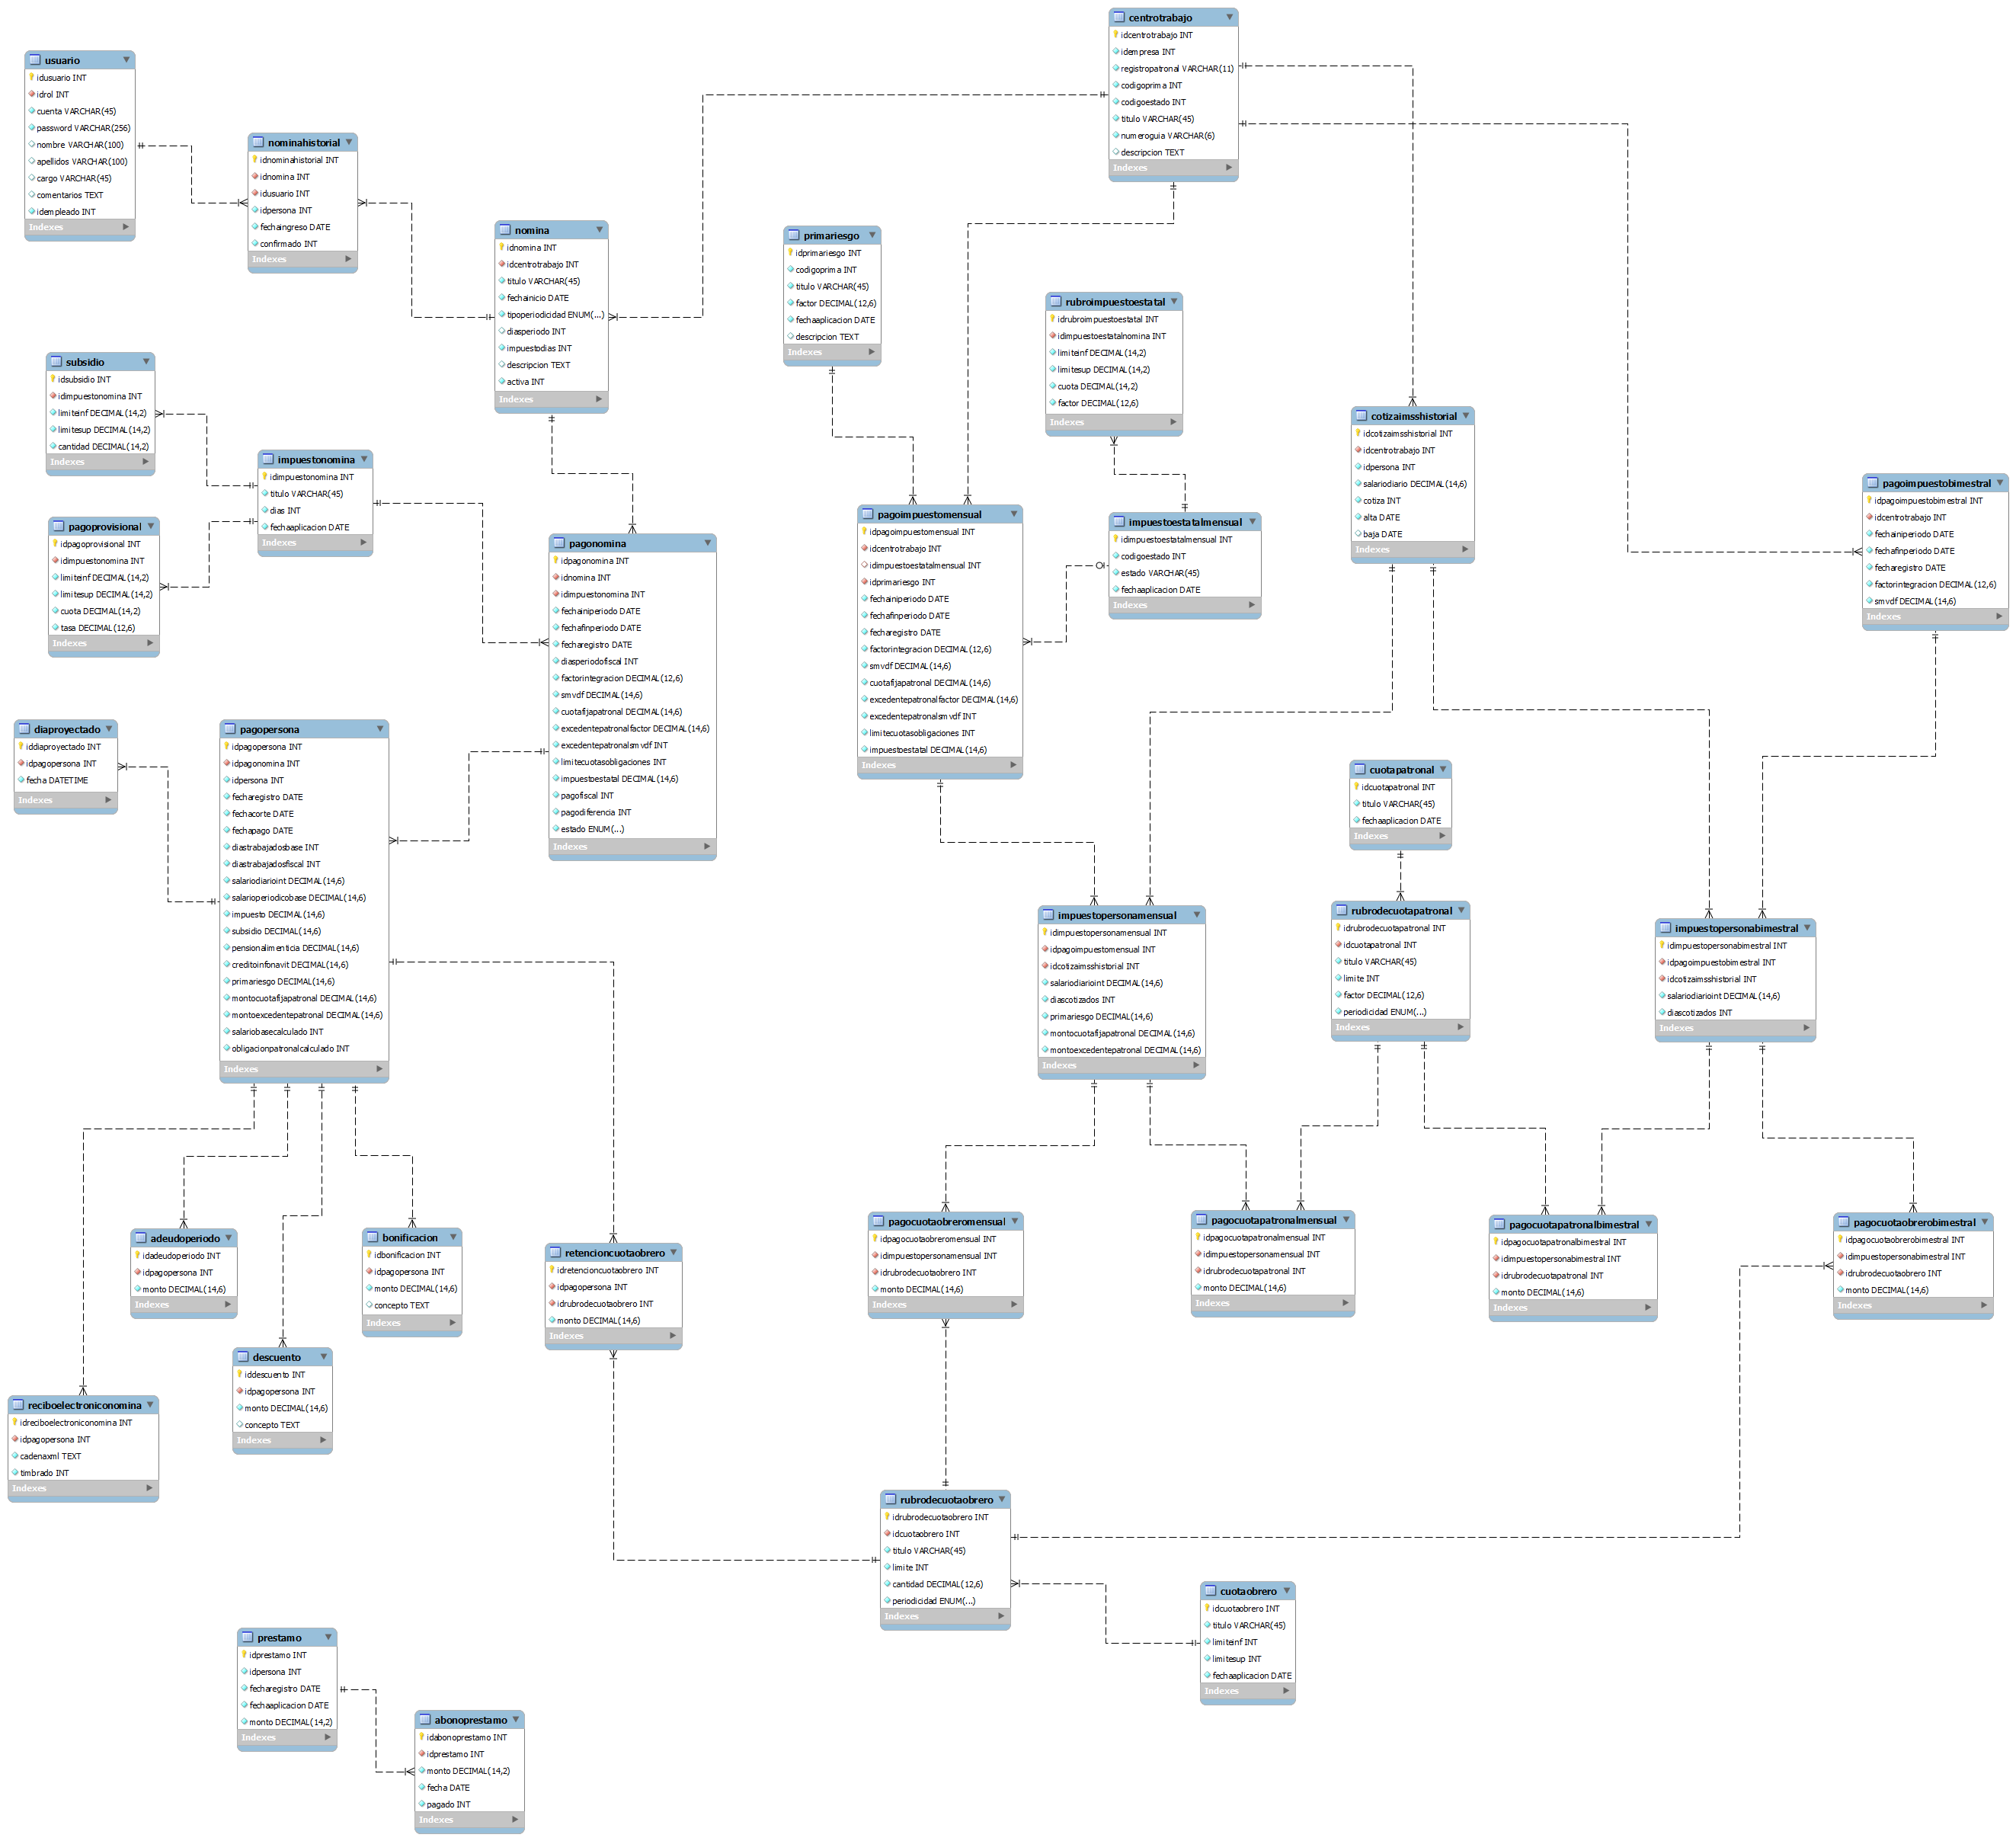 centrotrabajo
idcentrotrabajo INT
idempresa INT
registropatronal VARCHAR(11)
codigoprima INT
codigoestado INT
titulo VARCHAR(45)
numeroguia VARCHAR(6)
descripcion TEXT
Indexes
usuario
idusuario INT
idrol INT
cuenta VARCHAR(45)
password VARCHAR(256)
nombre VARCHAR(100)
apellidos VARCHAR(100)
cargo VARCHAR(45)
comentarios TEXT
idempleado INT
Indexes
nominahistorial
idnominahistorial INT
idnomina INT
idusuario INT
idpersona INT
fechaingreso DATE
confirmado INT
Indexes
nomina
idnomina INT
idcentrotrabajo INT
titulo VARCHAR(45)
fechainicio DATE
tipoperiodicidad ENUM(...)
diasperiodo INT
impuestodias INT
descripcion TEXT
activa INT
Indexes
primariesgo
idprimariesgo INT
codigoprima INT
titulo VARCHAR(45)
factor DECIMAL(12,6)
fechaaplicacion DATE
descripcion TEXT
Indexes
rubroimpuestoestatal
idrubroimpuestoestatal INT
idimpuestoestatalnomina INT
limiteinf DECIMAL(14,2)
limitesup DECIMAL(14,2)
cuota DECIMAL(14,2)
factor DECIMAL(12,6)
Indexes
subsidio
idsubsidio INT
idimpuestonomina INT
limiteinf DECIMAL(14,2)
limitesup DECIMAL(14,2)
cantidad DECIMAL(14,2)
Indexes
impuestonomina
idimpuestonomina INT
titulo VARCHAR(45)
dias INT
fechaaplicacion DATE
Indexes
pagoprovisional
idpagoprovisional INT
idimpuestonomina INT
limiteinf DECIMAL(14,2)
limitesup DECIMAL(14,2)
cuota DECIMAL(14,2)
tasa DECIMAL(12,6)
Indexes
cotizaimsshistorial
idcotizaimsshistorial INT
idcentrotrabajo INT
idpersona INT
salariodiario DECIMAL(14,6)
cotiza INT
alta DATE
baja DATE
Indexes
pagoimpuestobimestral
idpagoimpuestobimestral INT
idcentrotrabajo INT
fechainiperiodo DATE
fechafinperiodo DATE
fecharegistro DATE
factorintegracion DECIMAL(12,6)
smvdf DECIMAL(14,6)
Indexes
pagoimpuestomensual
idpagoimpuestomensual INT
idcentrotrabajo INT
idimpuestoestatalmensual INT
idprimariesgo INT
fechainiperiodo DATE
fechafinperiodo DATE
fecharegistro DATE
factorintegracion DECIMAL(12,6)
smvdf DECIMAL(14,6)
cuotafijapatronal DECIMAL(14,6)
excedentepatronalfactor DECIMAL(14,6)
excedentepatronalsmvdf INT
limitecuotasobligaciones INT
impuestoestatal DECIMAL(14,6)
Indexes
impuestoestatalmensual
idimpuestoestatalmensual INT
codigoestado INT
estado VARCHAR(45)
fechaaplicacion DATE
Indexes
pagonomina
idpagonomina INT
idnomina INT
idimpuestonomina INT
fechainiperiodo DATE
fechafinperiodo DATE
fecharegistro DATE
diasperiodofiscal INT
factorintegracion DECIMAL(12,6)
smvdf DECIMAL(14,6)
cuotafijapatronal DECIMAL(14,6)
excedentepatronalfactor DECIMAL(14,6)
excedentepatronalsmvdf INT
limitecuotasobligaciones INT
impuestoestatal DECIMAL(14,6)
pagofiscal INT
pagodiferencia INT
estado ENUM(...)
Indexes
diaproyectado
iddiaproyectado INT
idpagopersona INT
fecha DATETIME
Indexes
pagopersona
idpagopersona INT
idpagonomina INT
idpersona INT
fecharegistro DATE
fechacorte DATE
fechapago DATE
diastrabajadosbase INT
diastrabajadosfiscal INT
salariodiarioint DECIMAL(14,6)
salarioperiodicobase DECIMAL(14,6)
impuesto DECIMAL(14,6)
subsidio DECIMAL(14,6)
pensionalimenticia DECIMAL(14,6)
creditoinfonavit DECIMAL(14,6)
primariesgo DECIMAL(14,6)
montocuotafijapatronal DECIMAL(14,6)
montoexcedentepatronal DECIMAL(14,6)
salariobasecalculado INT
obligacionpatronalcalculado INT
Indexes
cuotapatronal
idcuotapatronal INT
titulo VARCHAR(45)
fechaaplicacion DATE
Indexes
impuestopersonamensual
idimpuestopersonamensual INT
idpagoimpuestomensual INT
idcotizaimsshistorial INT
salariodiarioint DECIMAL(14,6)
diascotizados INT
primariesgo DECIMAL(14,6)
montocuotafijapatronal DECIMAL(14,6)
montoexcedentepatronal DECIMAL(14,6)
Indexes
rubrodecuotapatronal
idrubrodecuotapatronal INT
idcuotapatronal INT
titulo VARCHAR(45)
limite INT
factor DECIMAL(12,6)
periodicidad ENUM(...)
Indexes
impuestopersonabimestral
idimpuestopersonabimestral INT
idpagoimpuestobimestral INT
idcotizaimsshistorial INT
salariodiarioint DECIMAL(14,6)
diascotizados INT
Indexes
adeudoperiodo
idadeudoperiodo INT
idpagopersona INT
monto DECIMAL(14,6)
Indexes
bonificacion
idbonificacion INT
idpagopersona INT
monto DECIMAL(14,6)
concepto TEXT
Indexes
retencioncuotaobrero
idretencioncuotaobrero INT
idpagopersona INT
idrubrodecuotaobrero INT
monto DECIMAL(14,6)
Indexes
pagocuotaobreromensual
idpagocuotaobreromensual INT
idimpuestopersonamensual INT
idrubrodecuotaobrero INT
monto DECIMAL(14,6)
Indexes
pagocuotapatronalmensual
idpagocuotapatronalmensual INT
idimpuestopersonamensual INT
idrubrodecuotapatronal INT
monto DECIMAL(14,6)
Indexes
pagocuotapatronalbimestral
idpagocuotapatronalbimestral INT
idimpuestopersonabimestral INT
idrubrodecuotapatronal INT
monto DECIMAL(14,6)
Indexes
pagocuotaobrerobimestral
idpagocuotaobrerobimestral INT
idimpuestopersonabimestral INT
idrubrodecuotaobrero INT
monto DECIMAL(14,6)
Indexes
descuento
iddescuento INT
idpagopersona INT
monto DECIMAL(14,6)
concepto TEXT
Indexes
reciboelectroniconomina
idreciboelectroniconomina INT
idpagopersona INT
cadenaxml TEXT
timbrado INT
Indexes
rubrodecuotaobrero
idrubrodecuotaobrero INT
idcuotaobrero INT
titulo VARCHAR(45)
limite INT
cantidad DECIMAL(12,6)
periodicidad ENUM(...)
Indexes
cuotaobrero
idcuotaobrero INT
titulo VARCHAR(45)
limiteinf INT
limitesup INT
fechaaplicacion DATE
Indexes
prestamo
idprestamo INT
idpersona INT
fecharegistro DATE
fechaaplicacion DATE
monto DECIMAL(14,2)
Indexes
abonoprestamo
idabonoprestamo INT
idprestamo INT
monto DECIMAL(14,2)
fecha DATE
pagado INT
Indexes